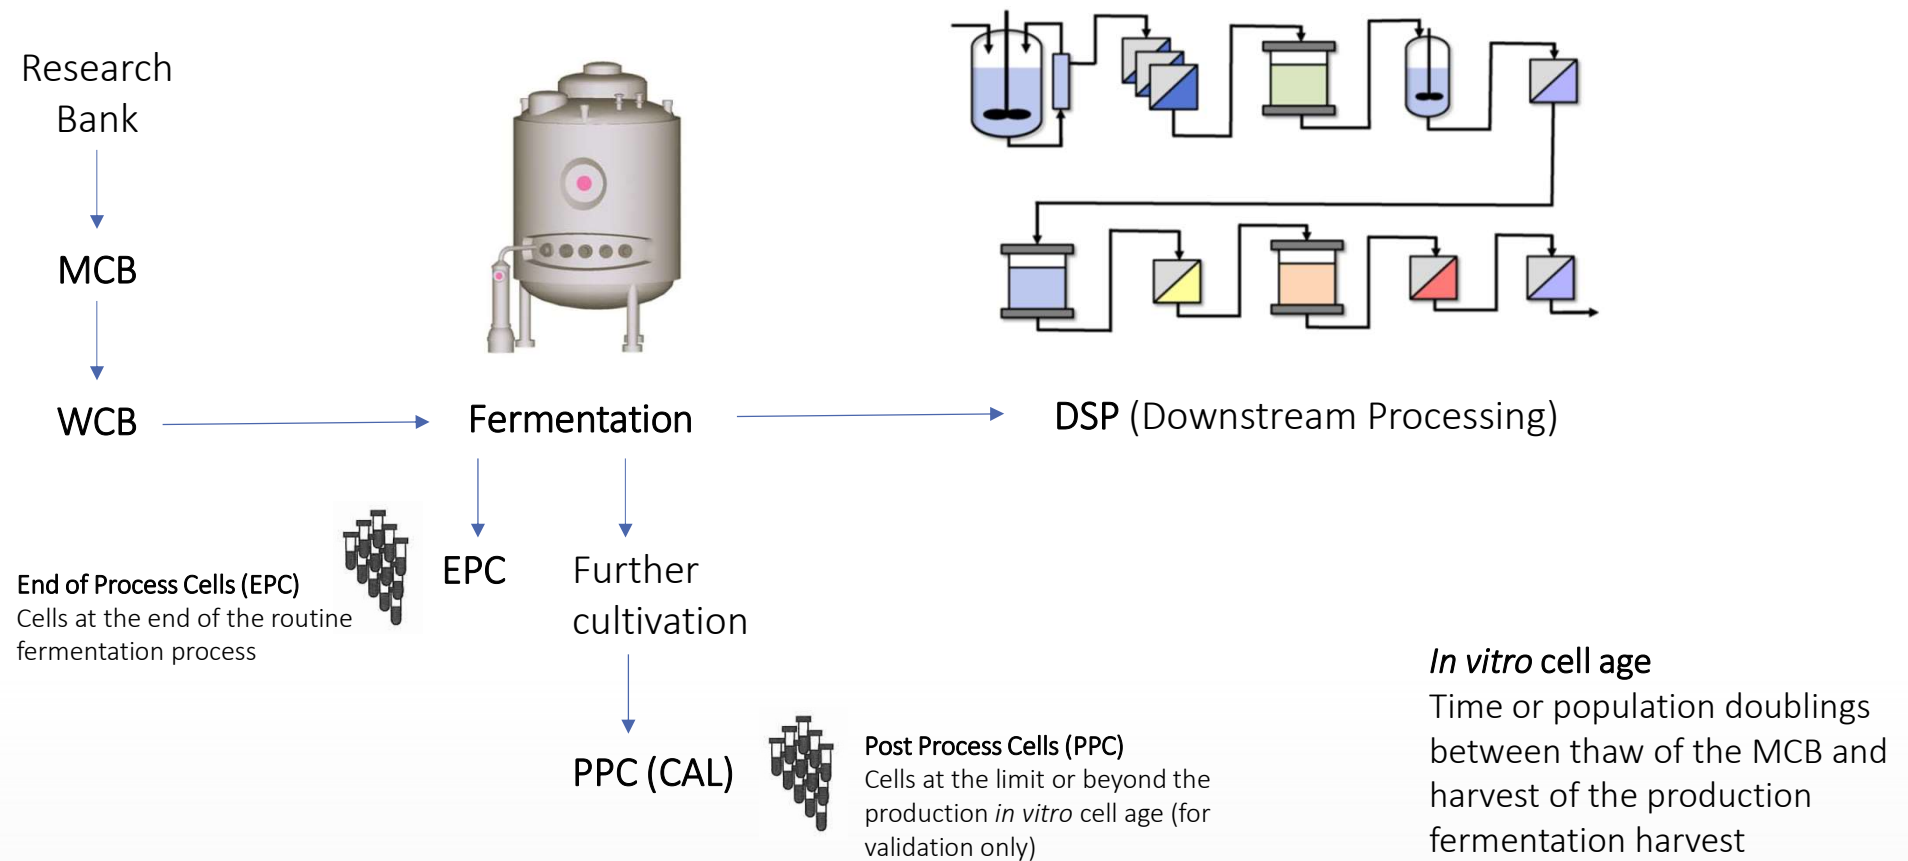 Research
Bank
MCB
WCB
Fermentation
DSP (Downstream Processing)
EPC
Further
cultivation
End of Process Cells (EPC)
Cells at the end of the routine
fermentation process
PPC (CAL)
Post Process Cells (PPC)
Cells at the limit or beyond the
production in vitro cell age (for
validation only)
In vitro cell age
Time or population doublings
between thaw of the MCB and
harvest of the production
fermentation harvest